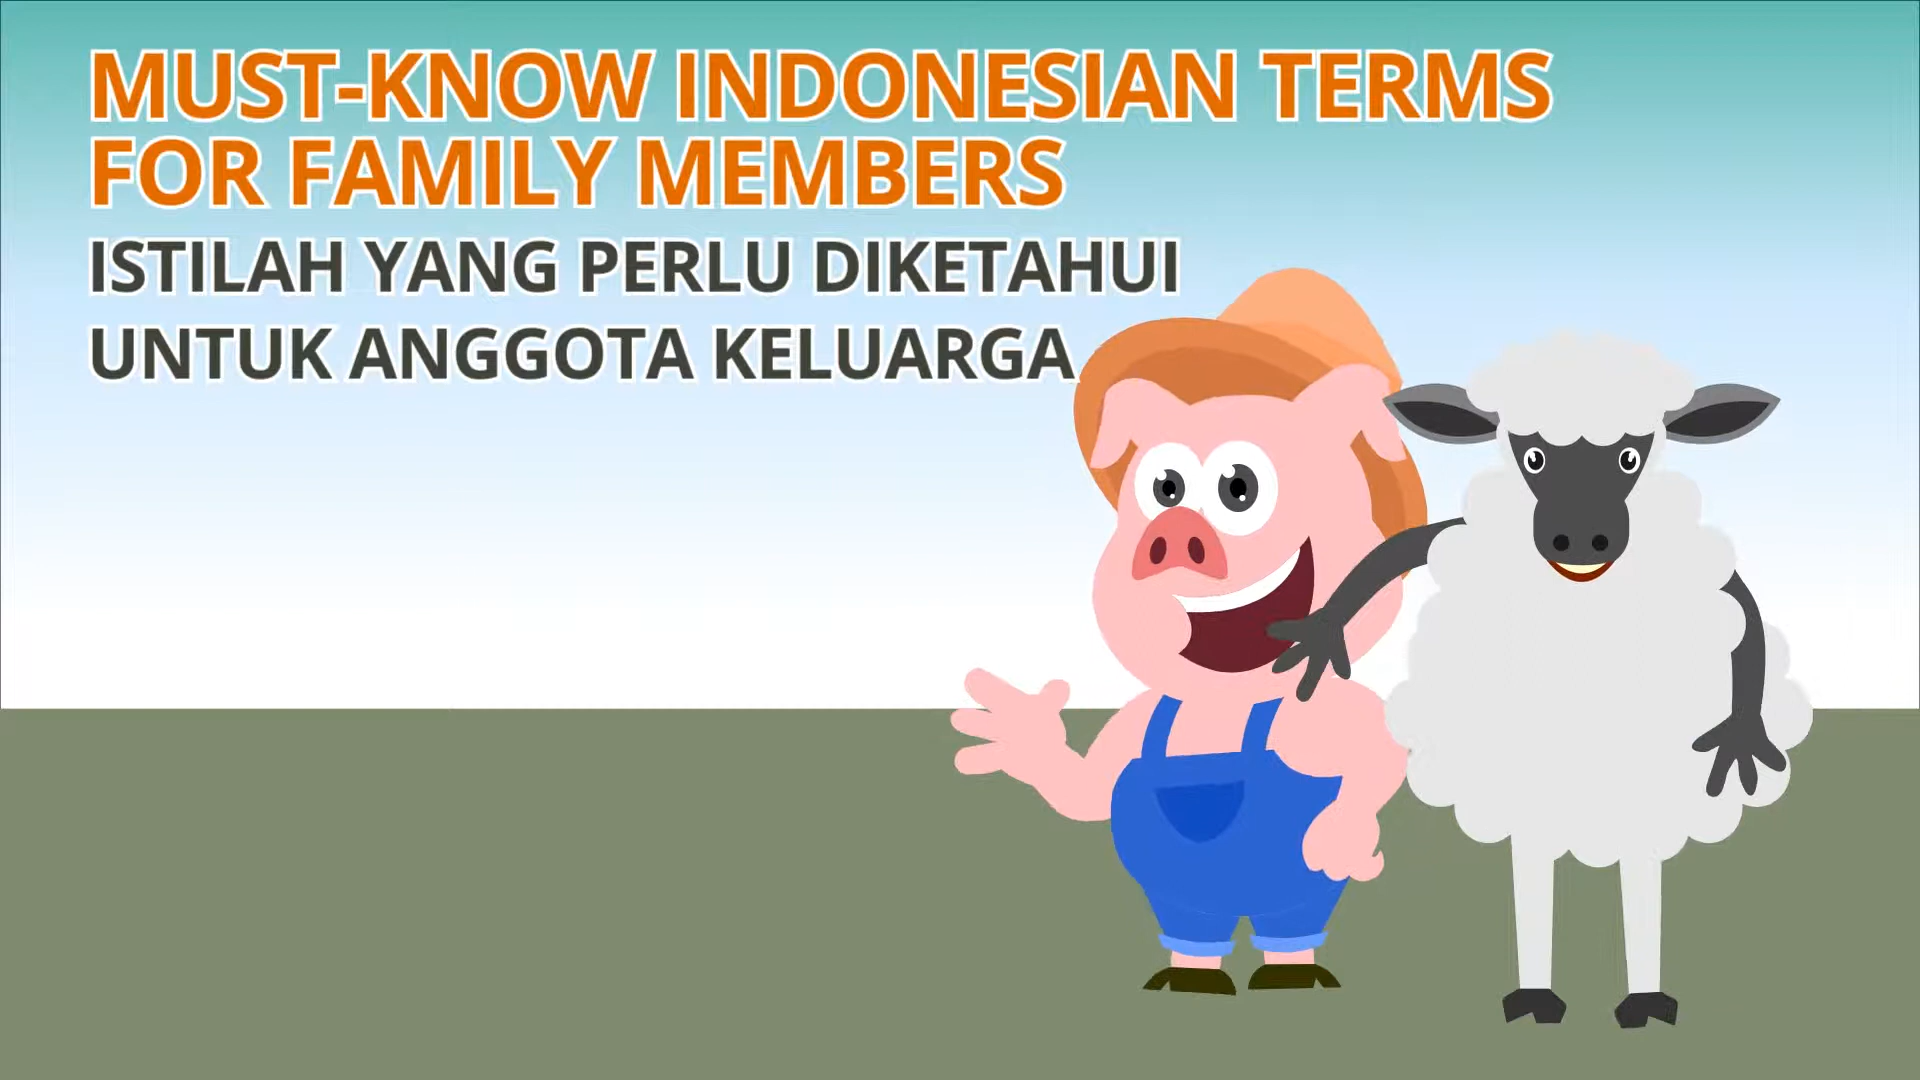 MUST-KNOW INDONESIAN TERMS
FOR FAMILY MEMBERS
ISTILAH YANG PERLU DIKETAHUI
UNTUK ANGGOTA KELUARGA